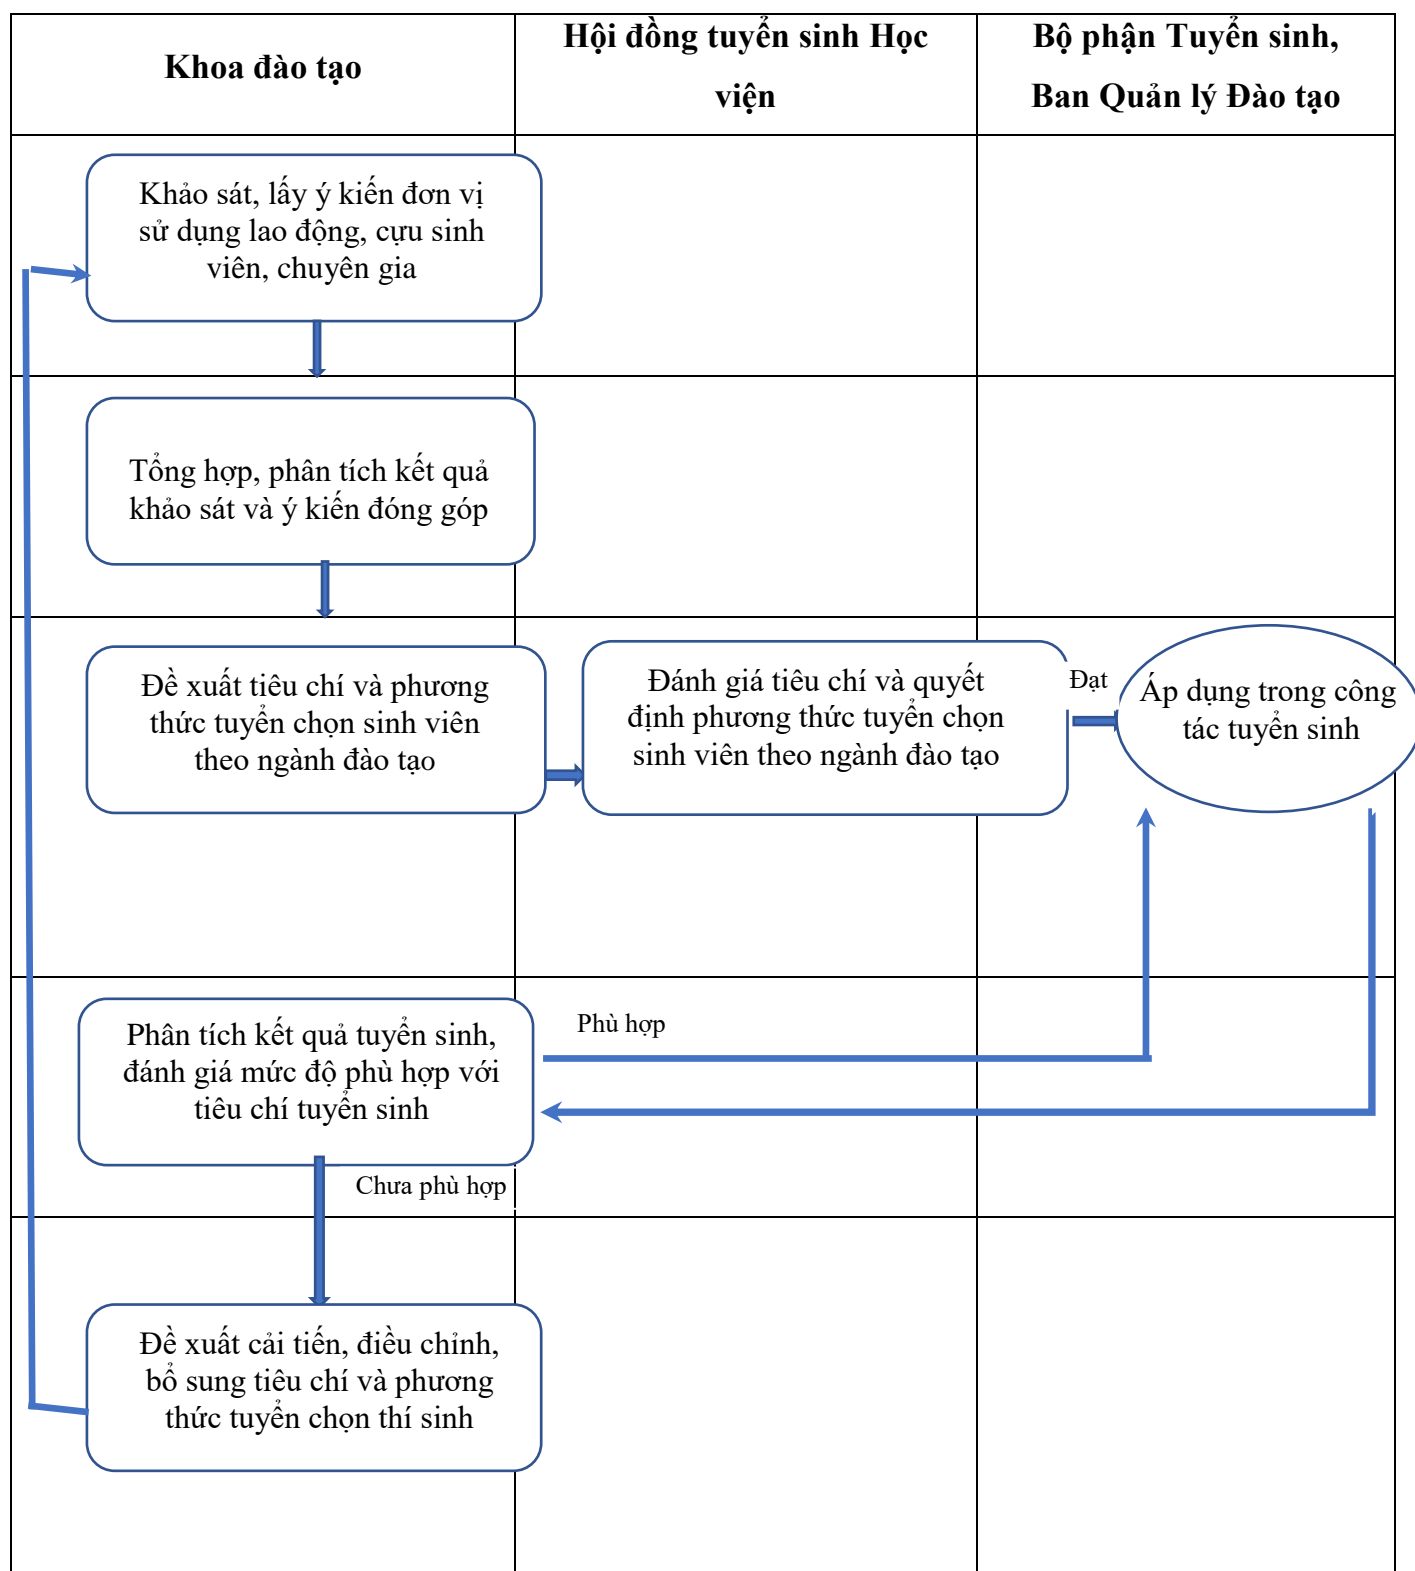 Khoa đào tạo
Hội đồng tuyển sinh Học
viện
Bộ phận Tuyển sinh,
Ban Quản lý Đào tạo
Khảo sát, lấy ý kiến đơn vị
sử dụng lao động, cựu sinh
viên, chuyên gia
Tổng hợp, phân tích kết quả
khảo sát và ý kiến đóng góp
Đề xuất tiêu chí và phương
thức tuyển chọn sinh viên
theo ngành đào tạo
Đánh giá tiêu chí và quyết
định phương thức tuyển chọn
sinh viên theo ngành đào tạo
Đạt
Áp dụng trong công
tác tuyển sinh
Phân tích kết quả tuyển sinh,
đánh giá mức độ phù hợp với
tiêu chí tuyển sinh
Phù hợp
Chưa phù hợp
Đề xuất cải tiến, điều chỉnh,
bổ sung tiêu chí và phương
thức tuyển chọn thí sinh